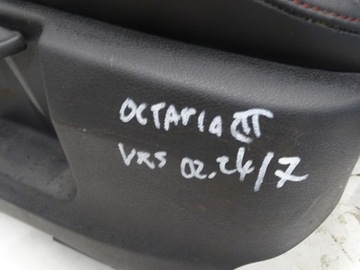 OCTAVIA III
VRS 02.24/7